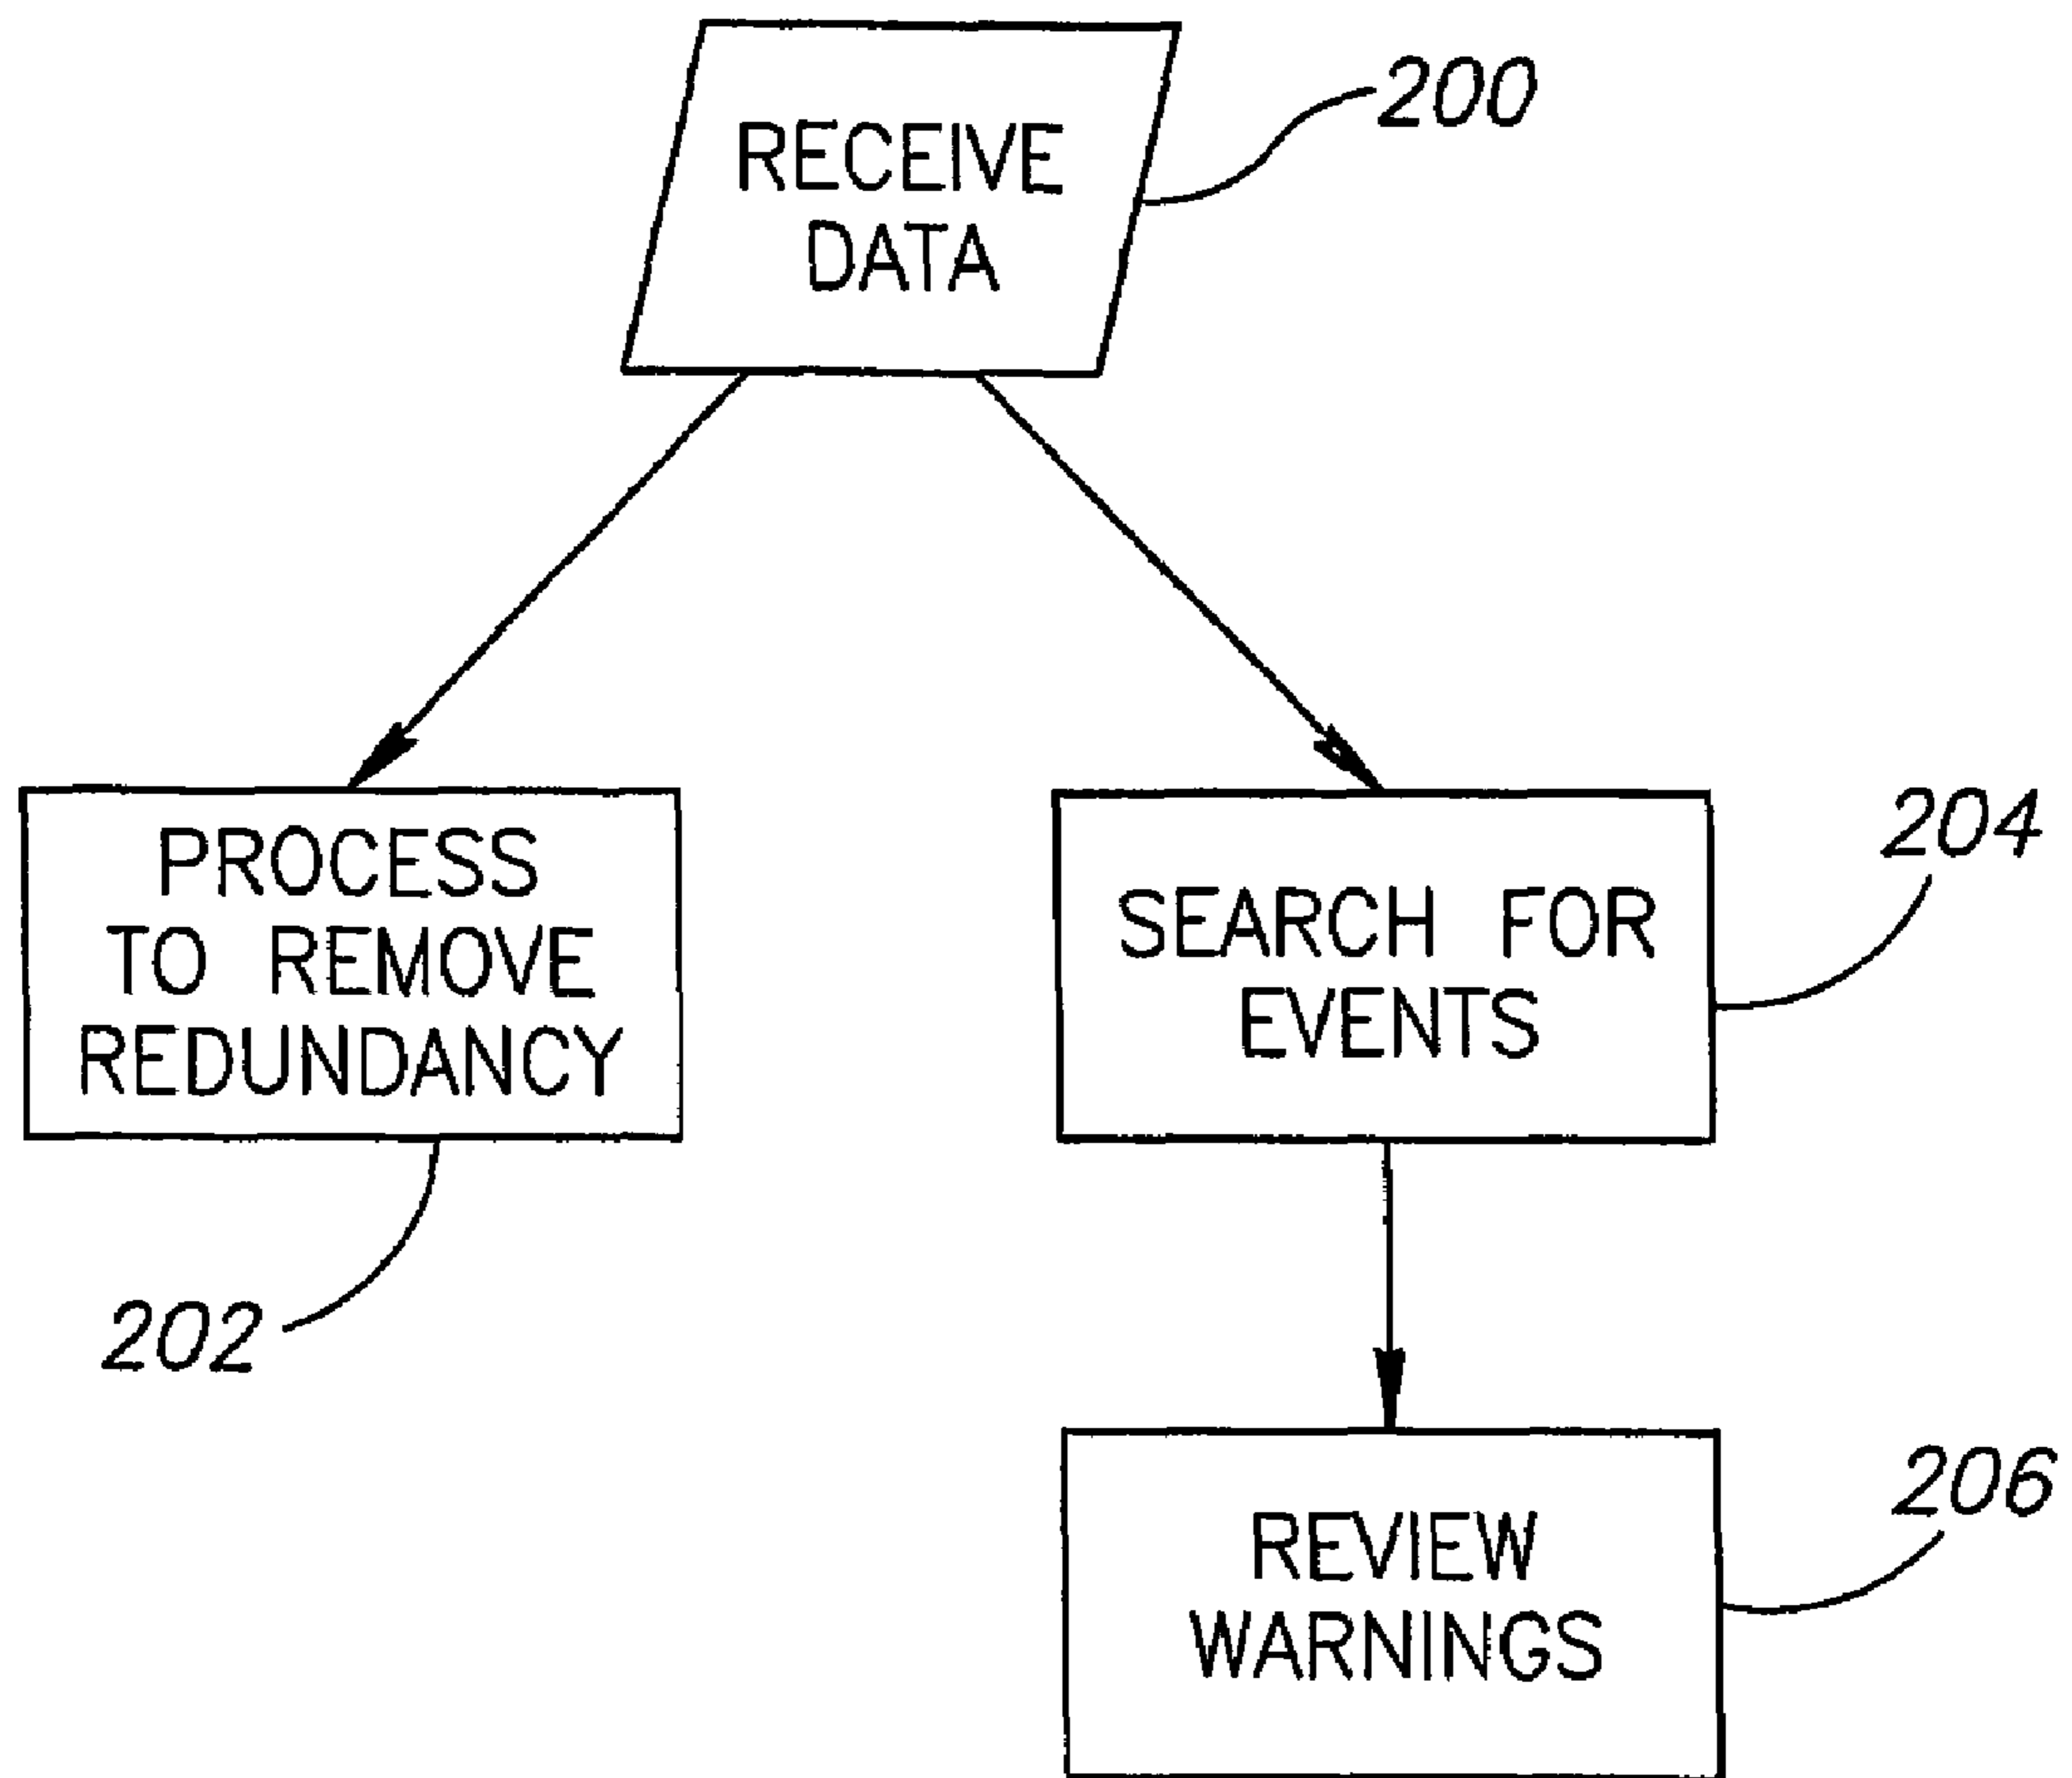 RECEIVE
DATA
200
PROCESS
TO REMOVE
REDUNDANCY
202
SEARCH FOR
EVENTS
204
REVIEW
WARNINGS
206